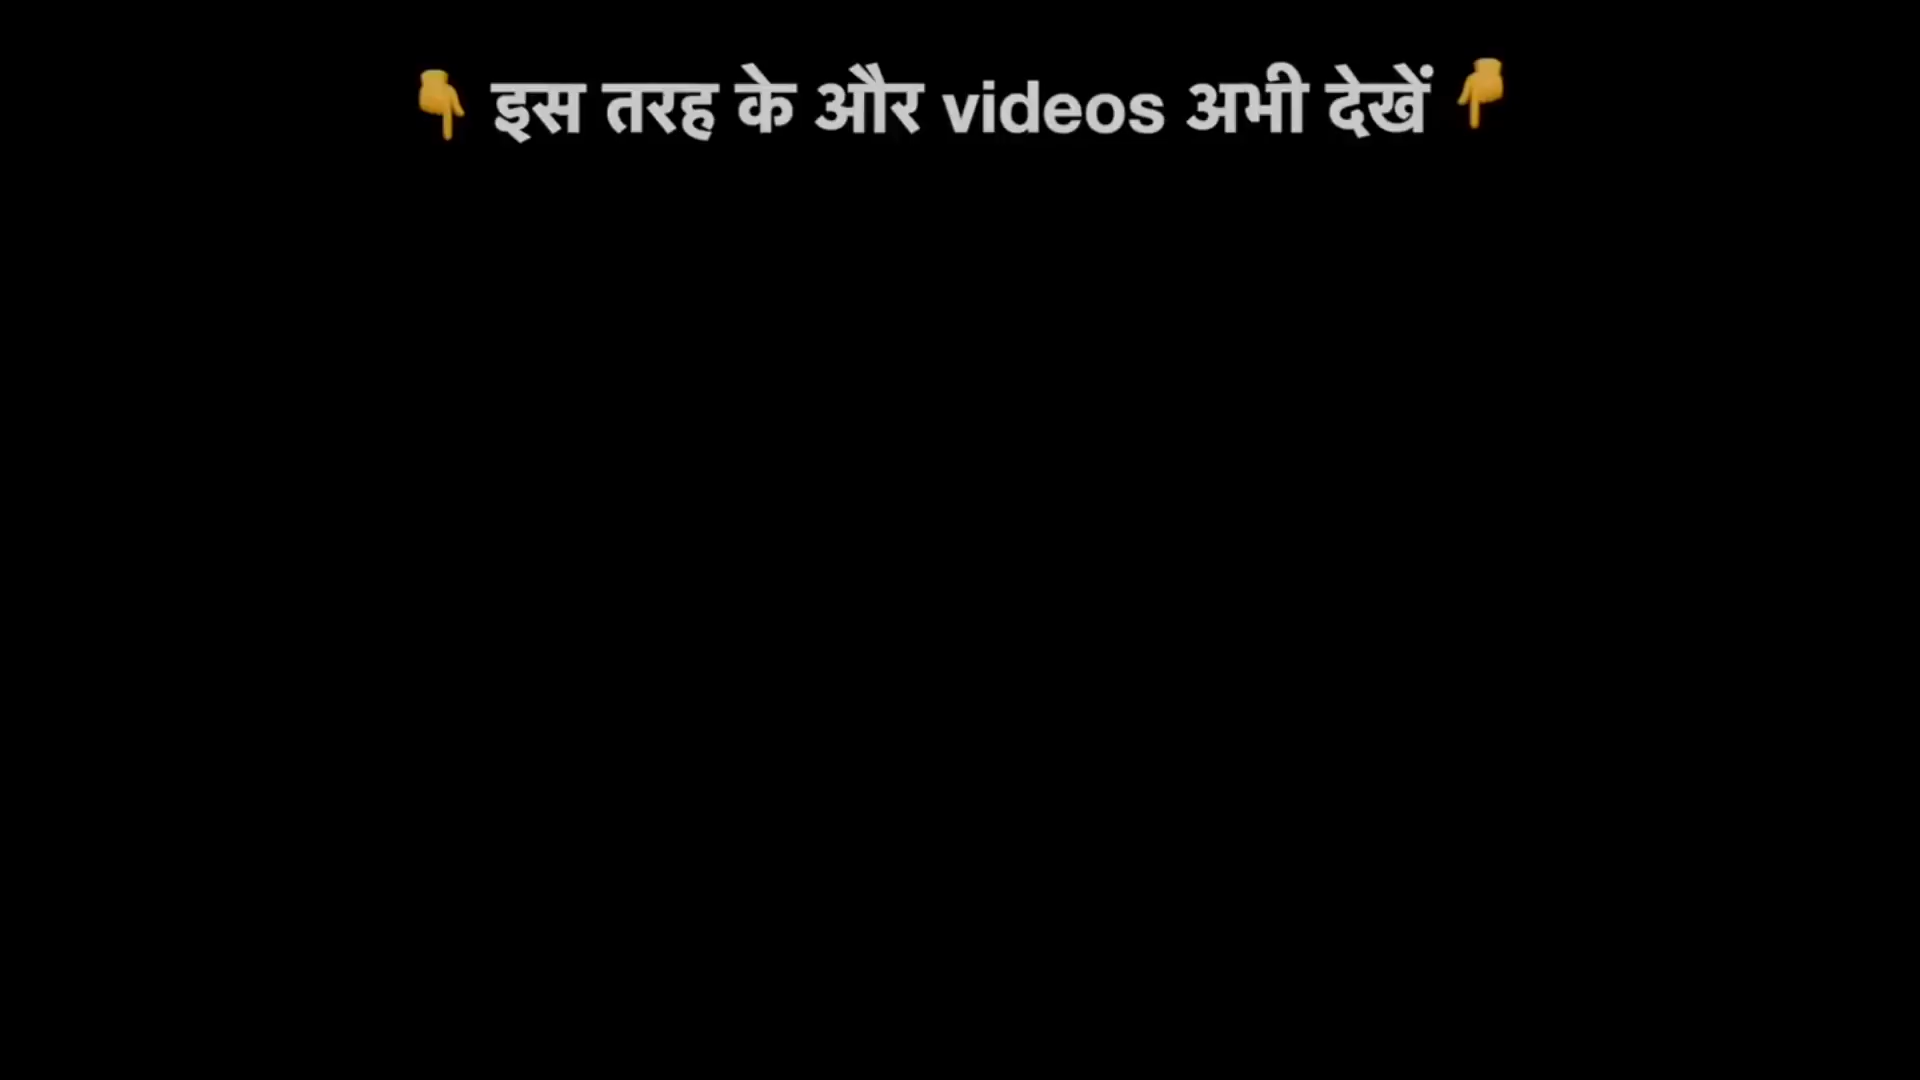 👇 इस तरह के और videos अभी देखें 👇